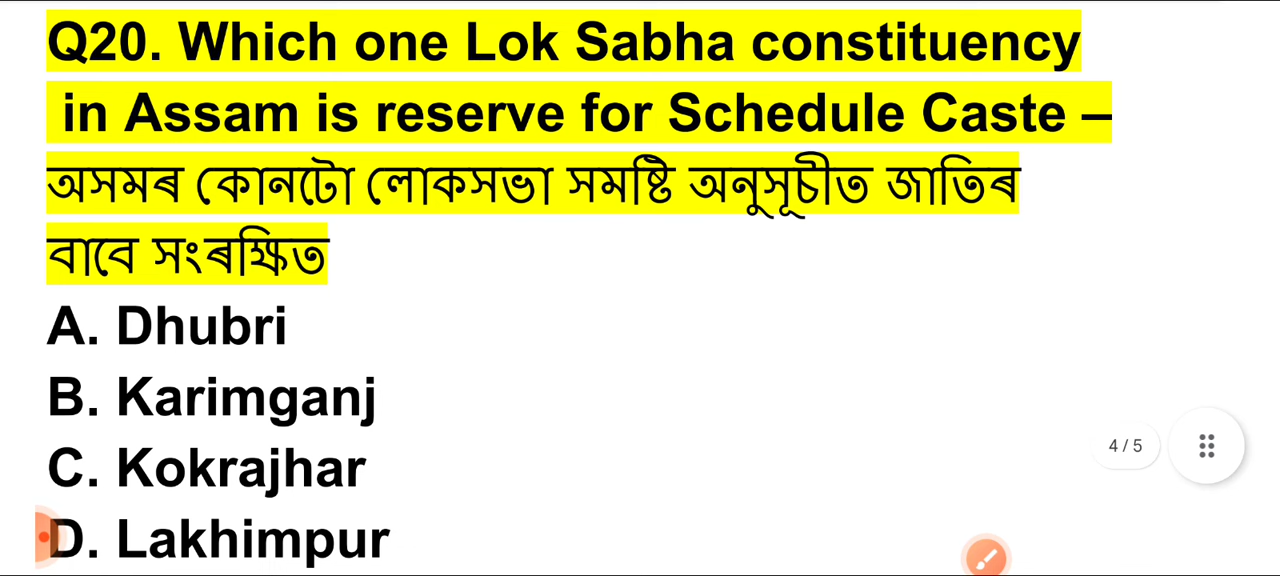 Q20. Which one Lok Sabha constituency
in Assam is reserve for Schedule Caste –
অসমৰ কোনটো লোকসভা সমষ্টি অনুসূচীত জাতিৰ
বাবে সংৰক্ষিত
A. Dhubri
B. Karimganj
C. Kokrajhar
4 / 5
D. Lakhimpur